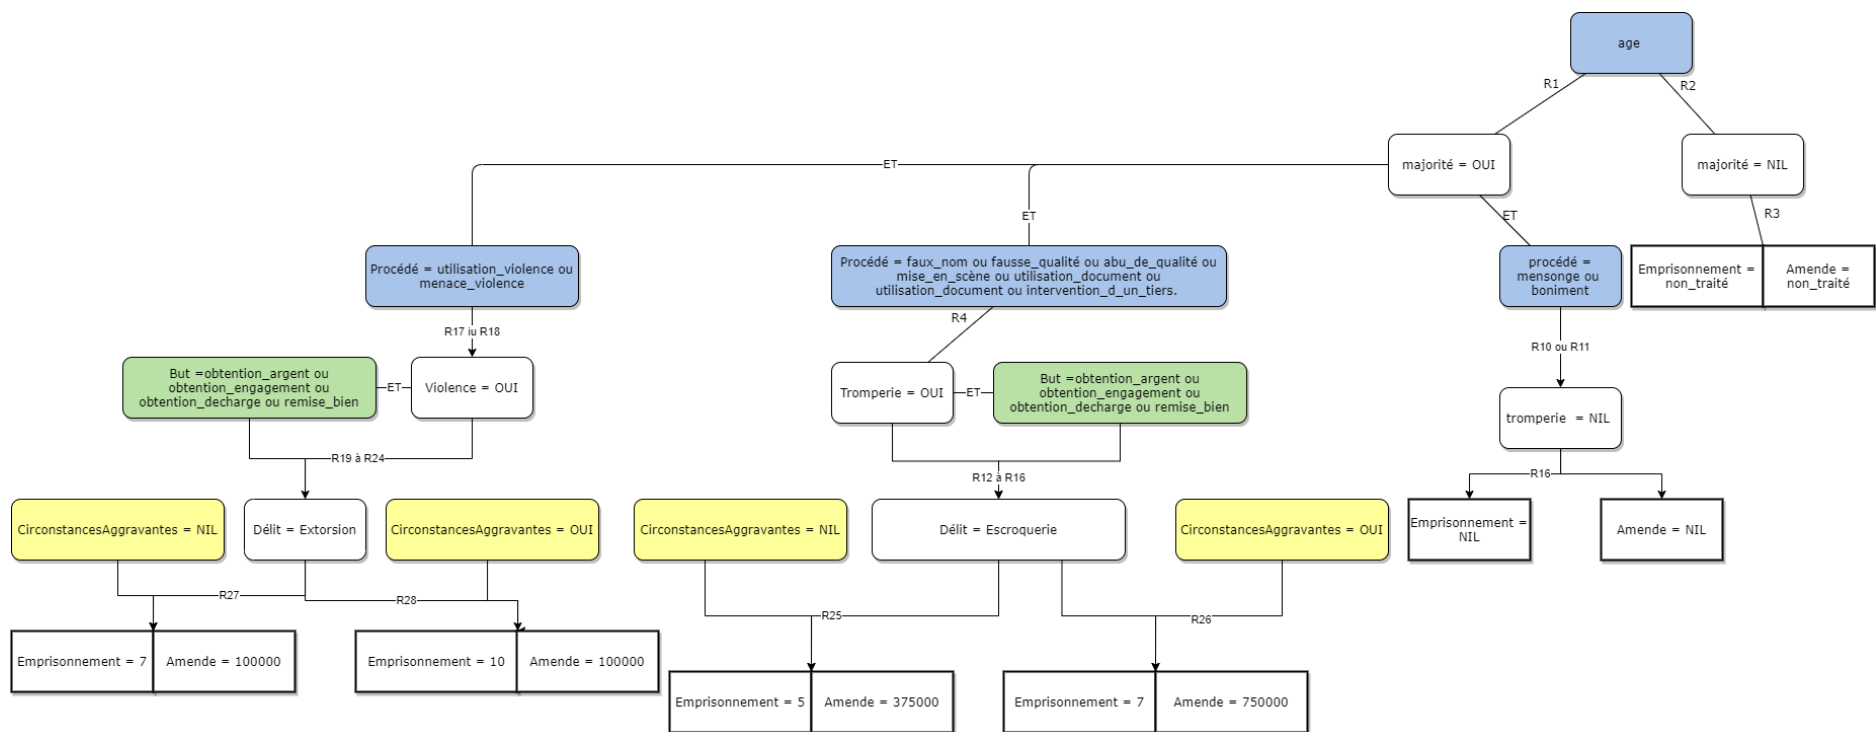 age
R1
R2
majorité = OUI
majorité = NIL
ET
ET
ET
R3
Procédé = utilisation_violence ou
menace_violence
Procédé = faux_nom ou fausse_qualité ou abu_de_qualité ou
mise_en_scène ou utilisation_document ou
utilisation_document ou intervention_d_un_tiers.
procédé =
mensonge ou
boniment
Emprisonnement =
non_traité
Amende =
non_traité
R17 iu R18
R4
R10 ou R11
But =obtention_argent ou
obtention_engagement ou
obtention_decharge ou remise_bien
ET
Violence = OUI
Tromperie = OUI
ET
But =obtention_argent ou
obtention_engagement ou
obtention_decharge ou remise_bien
tromperie = NIL
R19 à R24
R12 à R16
R16
CirconstancesAggravantes = NIL
Délit = Extorsion
CirconstancesAggravantes = OUI
CirconstancesAggravantes = NIL
Délit = Escroquerie
CirconstancesAggravantes = OUI
Emprisonnement =
NIL
Amende = NIL
R27
R28
R25
R26
Emprisonnement = 7
Amende = 100000
Emprisonnement = 10
Amende = 100000
Emprisonnement = 5
Amende = 375000
Emprisonnement = 7
Amende = 750000